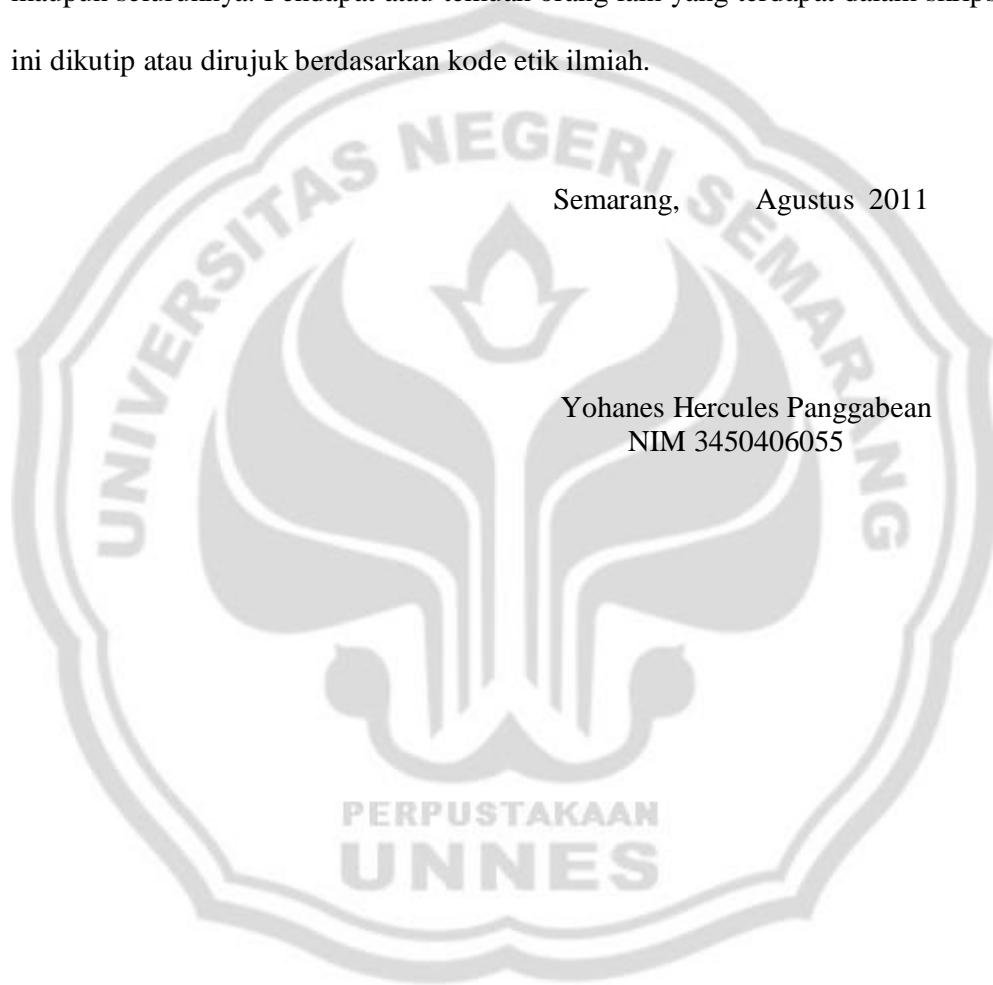 ini dikutip atau dirujuk berdasarkan kode etik ilmiah.
Semarang, Agustus 2011
Yohanes Hercules Panggabean
NIM 3450406055
UNIVERSITAS NEGERI SEMARANG
PERPUSTAKAAN
UNNES